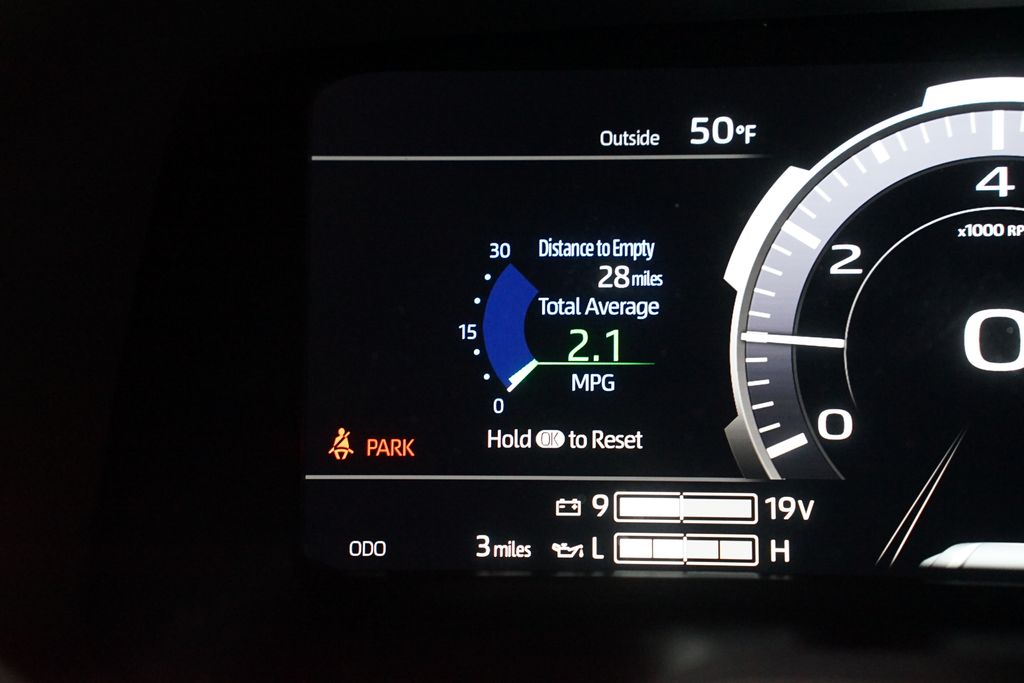 Outside 50°F
4
x1000 RP
2
0
0
30
15
0
Distance to Empty
28 miles
Total Average
2.1
MPG
Hold OK to Reset
PARK
9 19V
ODO 3 miles L H